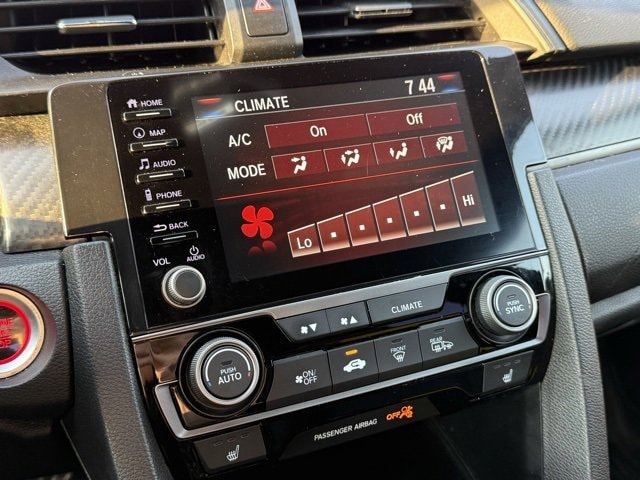 HOME
MAP
AUDIO
PHONE
BACK
VOL
AUDIO
CLIMATE 7 44
A/C On Off
MODE
Lo Hi
CLIMATE
PUSH
SYNC
PUSH
AUTO
ON/
OFF
FRONT
REAR
PASSENGER AIRBAG OFF